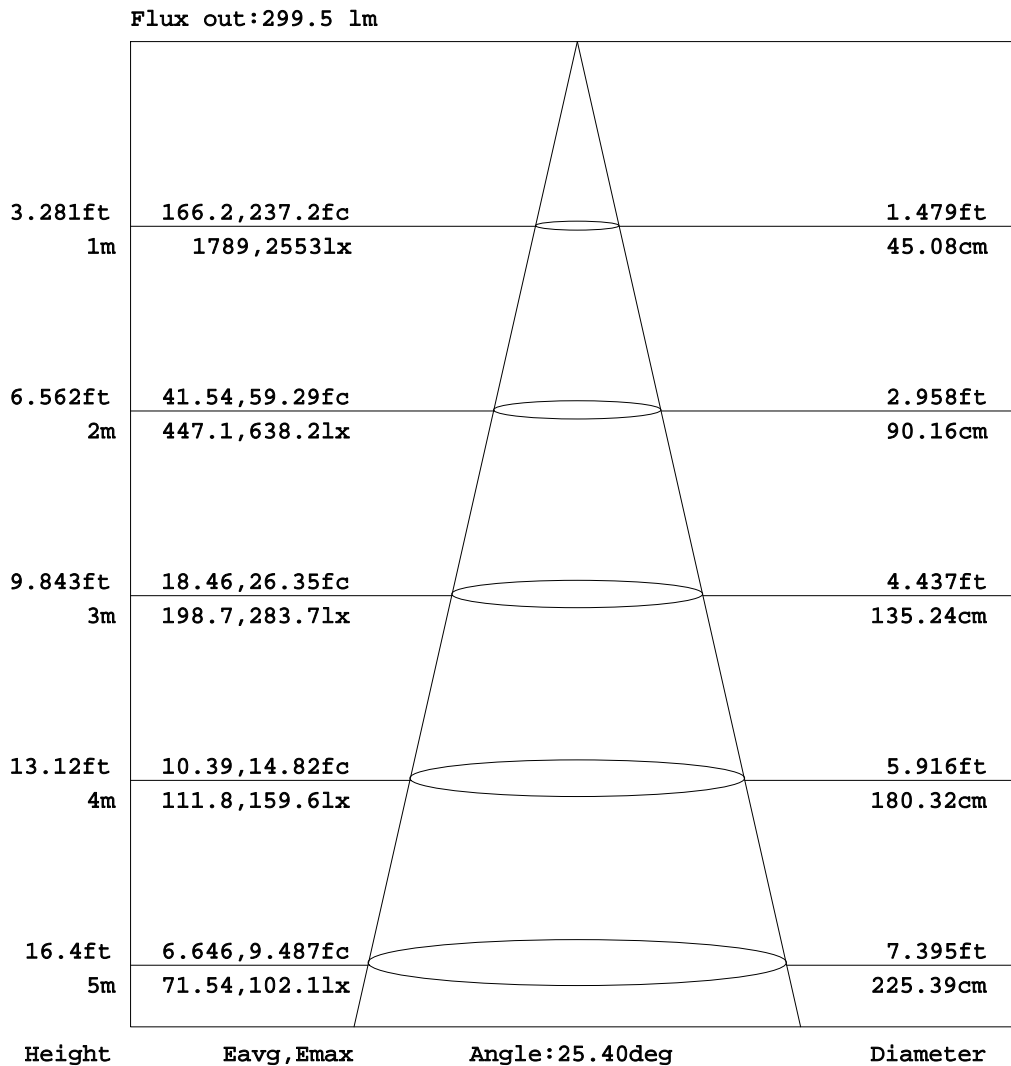 Flux out:299.5 lm
3.281ft 166.2,237.2fc 1.479ft
1m 1789,2553lx 45.08cm
6.562ft 41.54,59.29fc 2.958ft
2m 447.1,638.2lx 90.16cm
9.843ft 18.46,26.35fc 4.437ft
3m 198.7,283.7lx 135.24cm
13.12ft 10.39,14.82fc 5.916ft
4m 111.8,159.6lx 180.32cm
16.4ft 6.646,9.487fc 7.395ft
5m 71.54,102.1lx 225.39cm
Height Eavg,Emax Angle:25.40deg Diameter